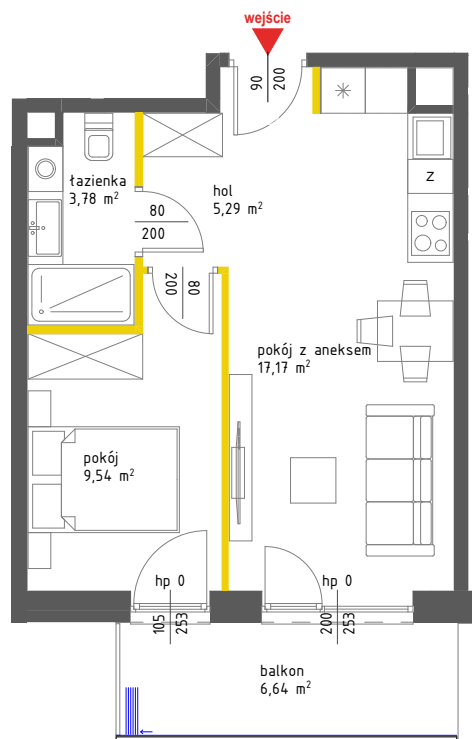 wejście
90
200
łazienka
3,78 m²
hol
5,29 m²
Z
80
200
80
200
pokój z aneksem
17,17 m²
pokój
9,54 m²
hp 0
hp 0
105
253
200
253
balkon
6,64 m²